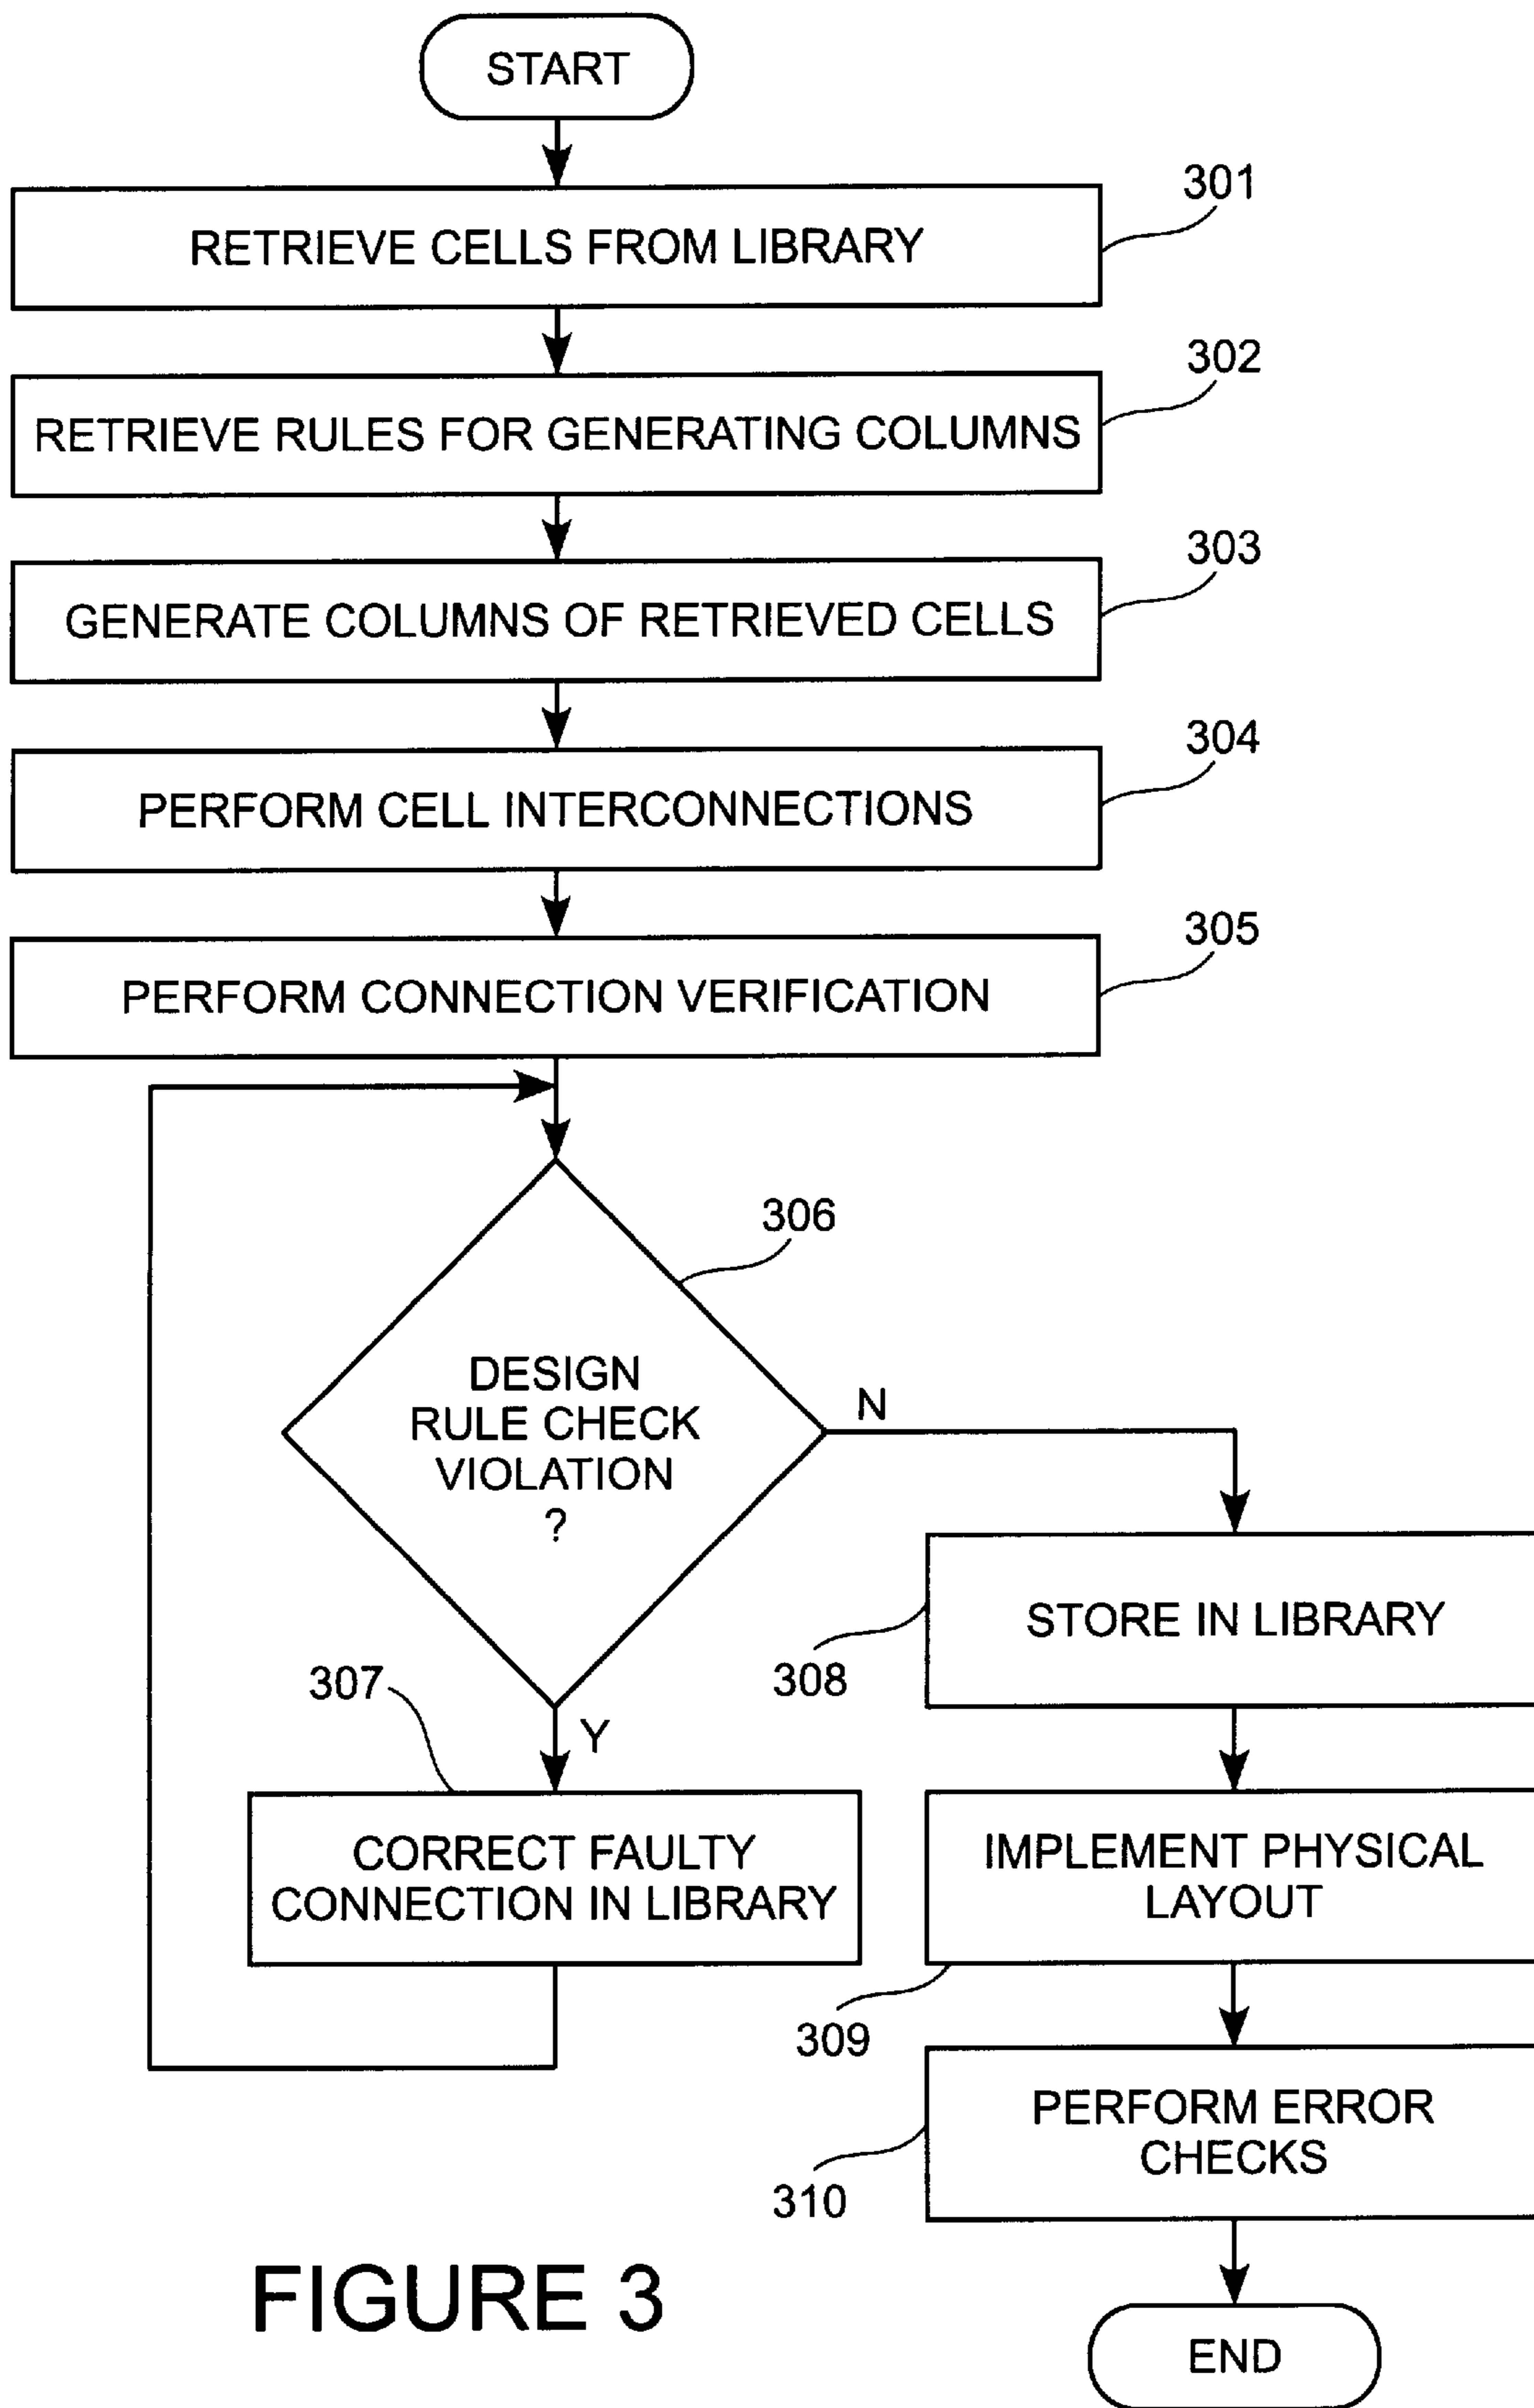 START
301
RETRIEVE CELLS FROM LIBRARY
302
RETRIEVE RULES FOR GENERATING COLUMNS
303
GENERATE COLUMNS OF RETRIEVED CELLS
304
PERFORM CELL INTERCONNECTIONS
305
PERFORM CONNECTION VERIFICATION
306
DESIGN
RULE CHECK
VIOLATION
?
N
Y
307
CORRECT FAULTY
CONNECTION IN LIBRARY
STORE IN LIBRARY
308
IMPLEMENT PHYSICAL
LAYOUT
309
PERFORM ERROR
CHECKS
310
END
FIGURE 3